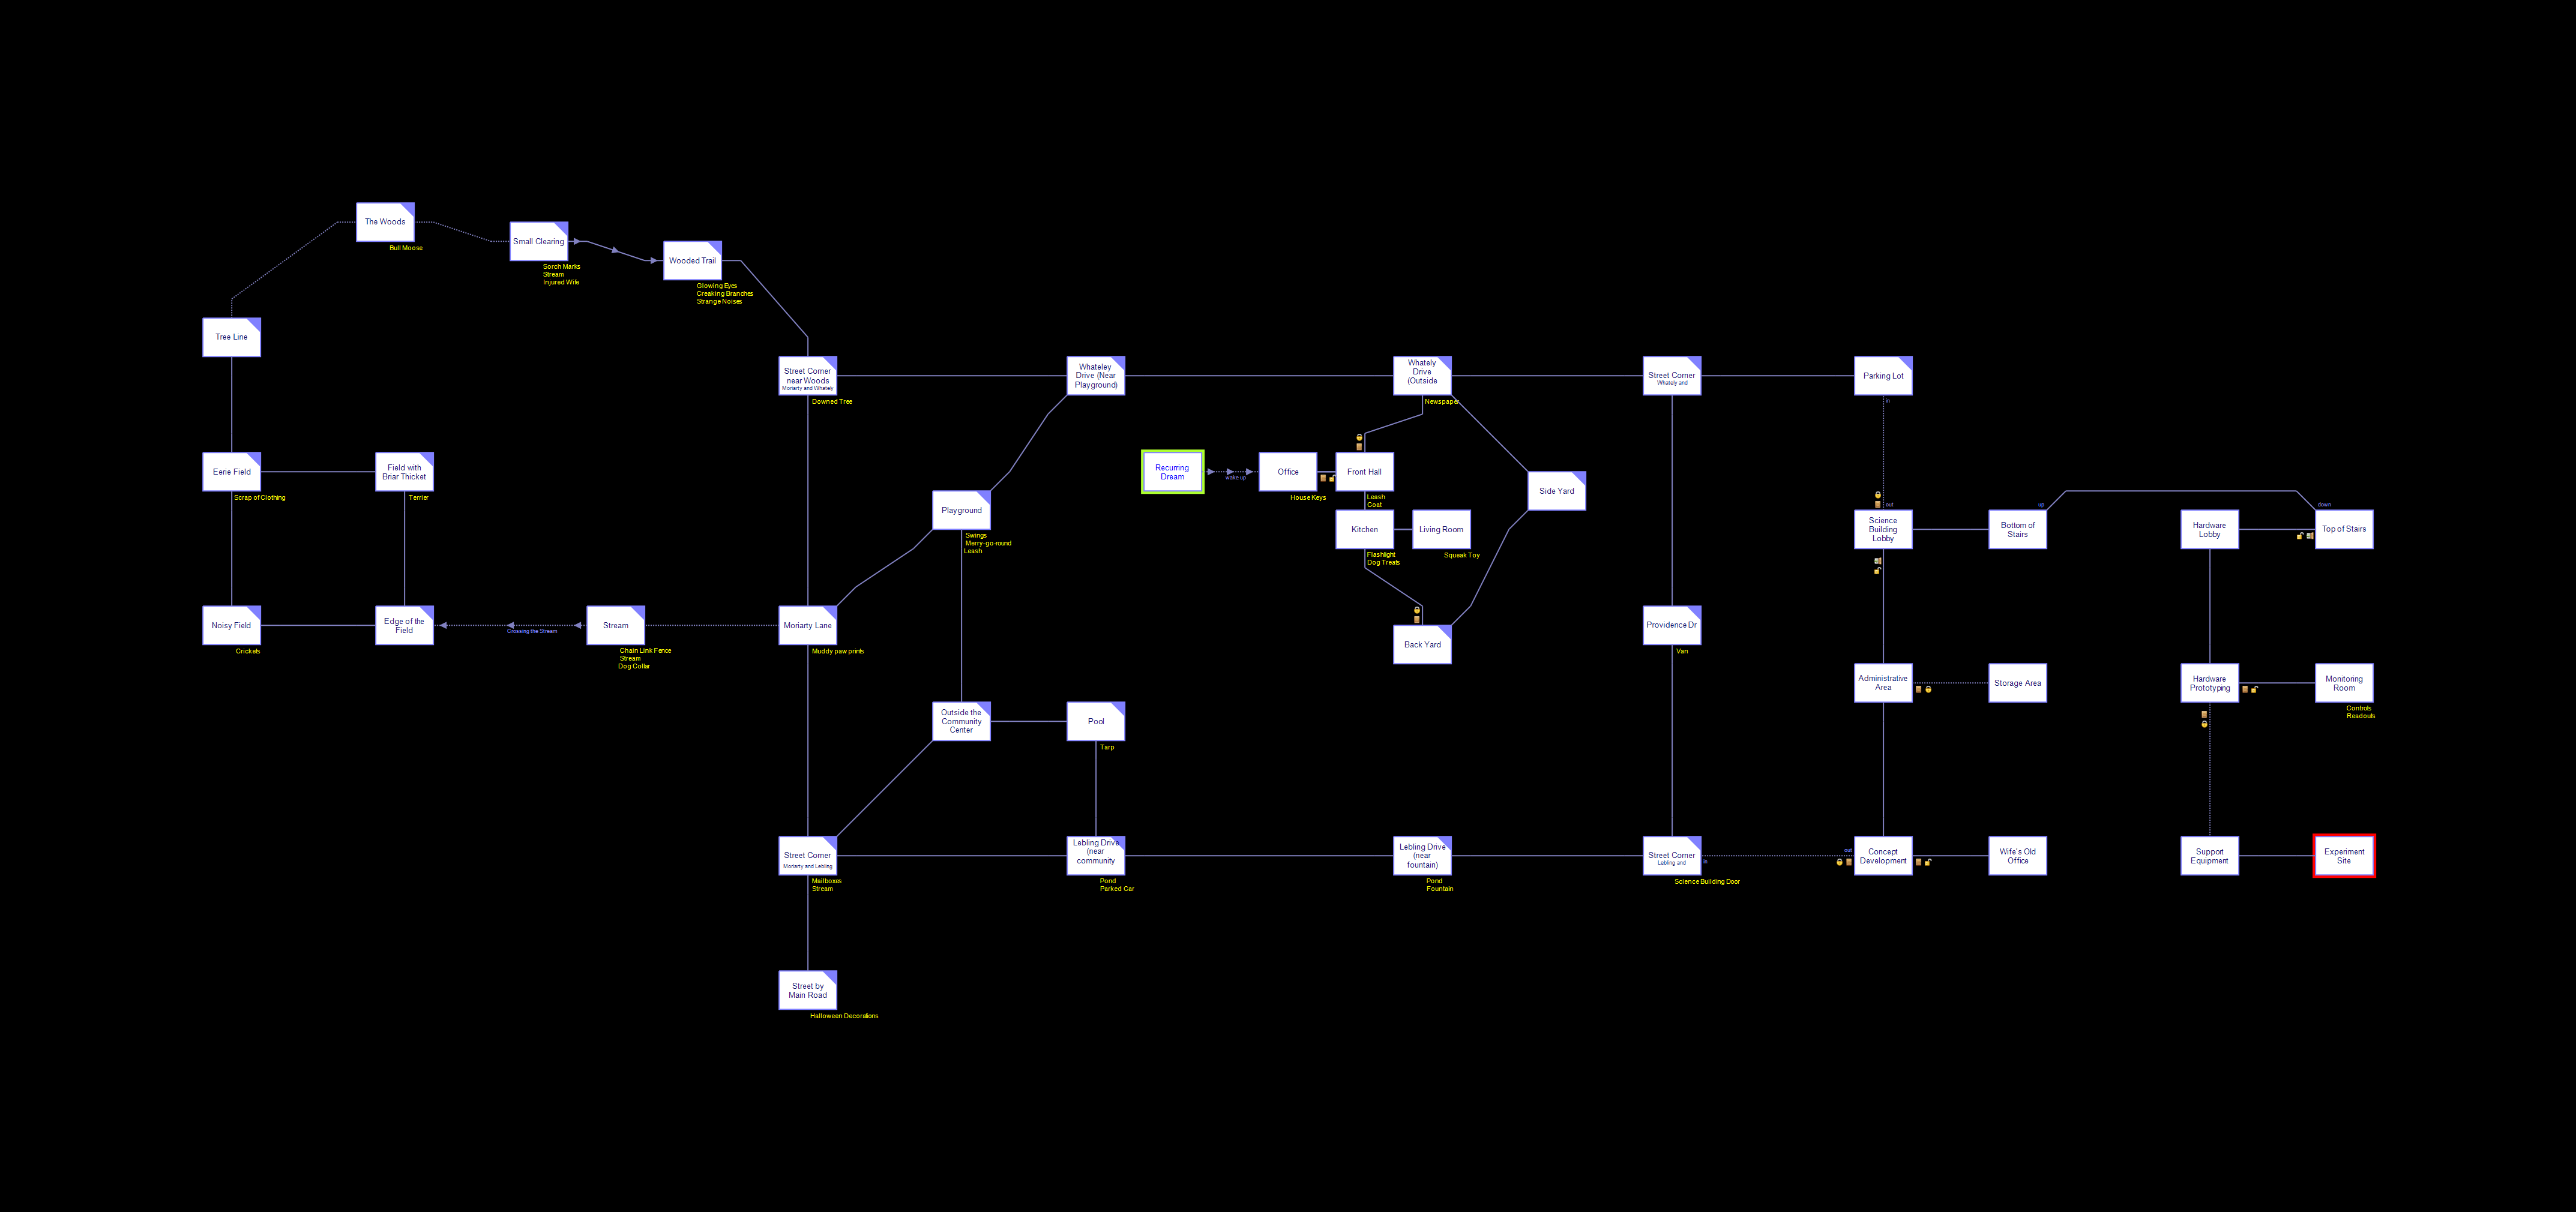 The Woods
Bull Moose
Small Clearing
Sorch Marks
Stream
Injured Wife
Wooded Trail
Glowing Eyes
Creaking Branches
Strange Noises
Tree Line
Street Corner
near Woods
Moriarty and Whately
Downed Tree
Whateley
Drive (Near
Playground)
Whately
Drive
(Outside
Newspaper
Street Corner
Whately and
Parking Lot
in
Eerie Field
Scrap of Clothing
Field with
Briar Thicket
Terrier
Recurring
Dream
wake up
Office
House Keys
Front Hall
Leash
Coat
Side Yard
Playground
Swings
Merry-go-round
Leash
Kitchen
Flashlight
Dog Treats
Living Room
Squeak Toy
out
Science
Building
Lobby
Bottom of
Stairs
up
Hardware
Lobby
down
Top of Stairs
Noisy Field
Crickets
Edge of the
Field
Crossing the Stream
Stream
Chain Link Fence
Stream
Dog Collar
Moriarty Lane
Muddy paw prints
Back Yard
Providence Dr
Van
Administrative
Area
Storage Area
Hardware
Prototyping
Monitoring
Room
Controls
Readouts
Outside the
Community
Center
Pool
Tarp
Street Corner
Moriarty and Lebling
Mailboxes
Stream
Lebling Drive
(near
community
Pond
Parked Car
Lebling Drive
(near
fountain)
Pond
Fountain
Street Corner
Lebling and
Science Building Door
in
out
Concept
Development
Wife's Old
Office
Support
Equipment
Experiment
Site
Street by
Main Road
Halloween Decorations